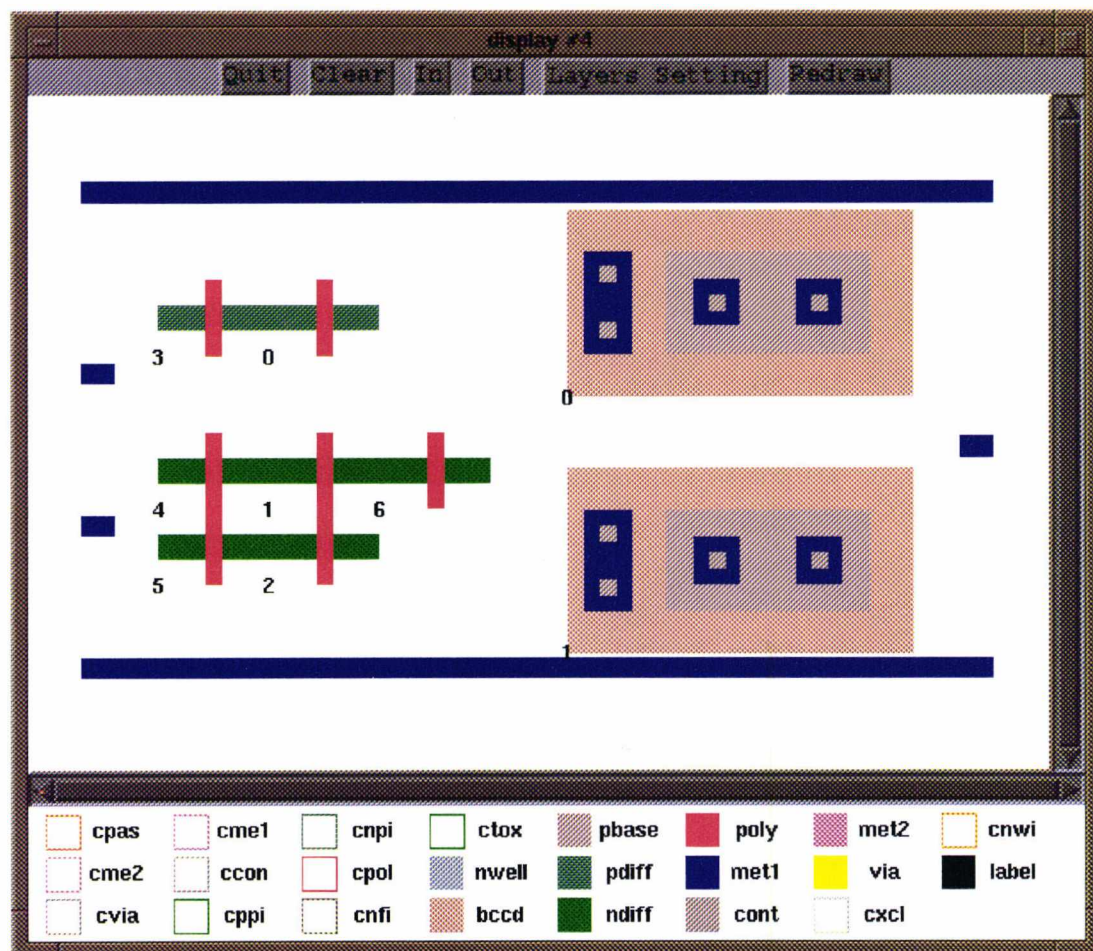 display #4
Quit Clear In Out Layers Setting Redraw
3 0
0
4 1 6
5 2
1
cpas cme1 cnpi ctox pbase poly met2 cnwi
cme2 ccon cpol nwell pdiff met1 via label
cvia cppi cnfi bccd ndiff cont cxcl